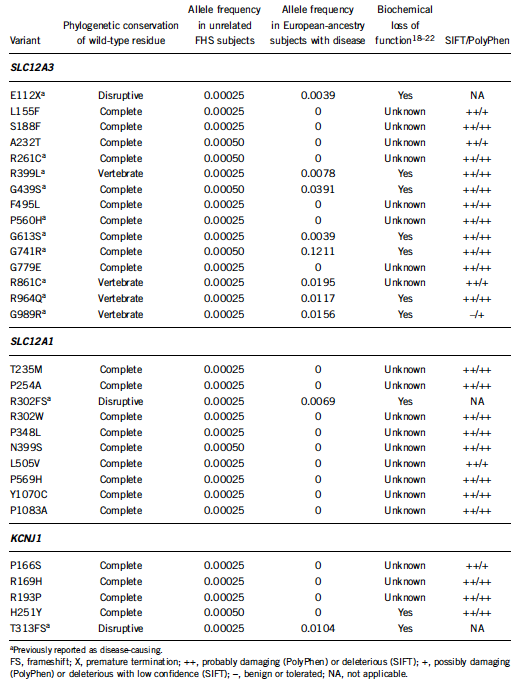 Variant Phylogenetic conservation of wild-type residue Allele frequency in unrelated FHS subjects Allele frequency in European-ancestry subjects with disease Biochemical loss of function18–22 SIFT/PolyPhen
SLC12A3
E112Xa Disruptive 0.00025 0.0039 Yes NA
L155F Complete 0.00025 0 Unknown ++/+
S188F Complete 0.00025 0 Unknown ++/++
A232T Complete 0.00050 0 Unknown ++/+
R261Ca Complete 0.00050 0 Unknown ++/++
R399La Vertebrate 0.00025 0.0078 Yes ++/++
G439Sa Complete 0.00050 0.0391 Yes ++/++
F495L Complete 0.00025 0 Unknown ++/++
P560Ha Complete 0.00025 0 Unknown ++/++
G613Sa Complete 0.00025 0.0039 Yes ++/++
G741Ra Complete 0.00050 0.1211 Yes ++/++
G779E Complete 0.00025 0 Unknown ++/++
R861Ca Vertebrate 0.00025 0.0195 Unknown ++/+
R964Qa Vertebrate 0.00025 0.0117 Yes ++/++
G989Ra Vertebrate 0.00025 0.0156 Yes –/+
SLC12A1
T235M Complete 0.00025 0 Unknown ++/++
P254A Complete 0.00025 0 Unknown ++/++
R302FSa Disruptive 0.00025 0.0069 Yes NA
R302W Complete 0.00025 0 Unknown ++/++
P348L Complete 0.00025 0 Unknown ++/++
N399S Complete 0.00050 0 Unknown ++/++
L505V Complete 0.00025 0 Unknown ++/+
P569H Complete 0.00025 0 Unknown ++/++
Y1070C Complete 0.00025 0 Unknown ++/++
P1083A Complete 0.00025 0 Unknown ++/++
KCNJ1
P166S Complete 0.00025 0 Unknown ++/+
R169H Complete 0.00025 0 Unknown ++/++
R193P Complete 0.00025 0 Unknown ++/++
H251Y Complete 0.00050 0 Yes ++/++
T313FSa Disruptive 0.00025 0.0104 Yes NA
aPreviously reported as disease-causing.
FS, frameshift; X, premature termination; ++, probably damaging (PolyPhen) or deleterious (SIFT); +, possibly damaging
(PolyPhen) or deleterious with low confidence (SIFT); –, benign or tolerated; NA, not applicable.